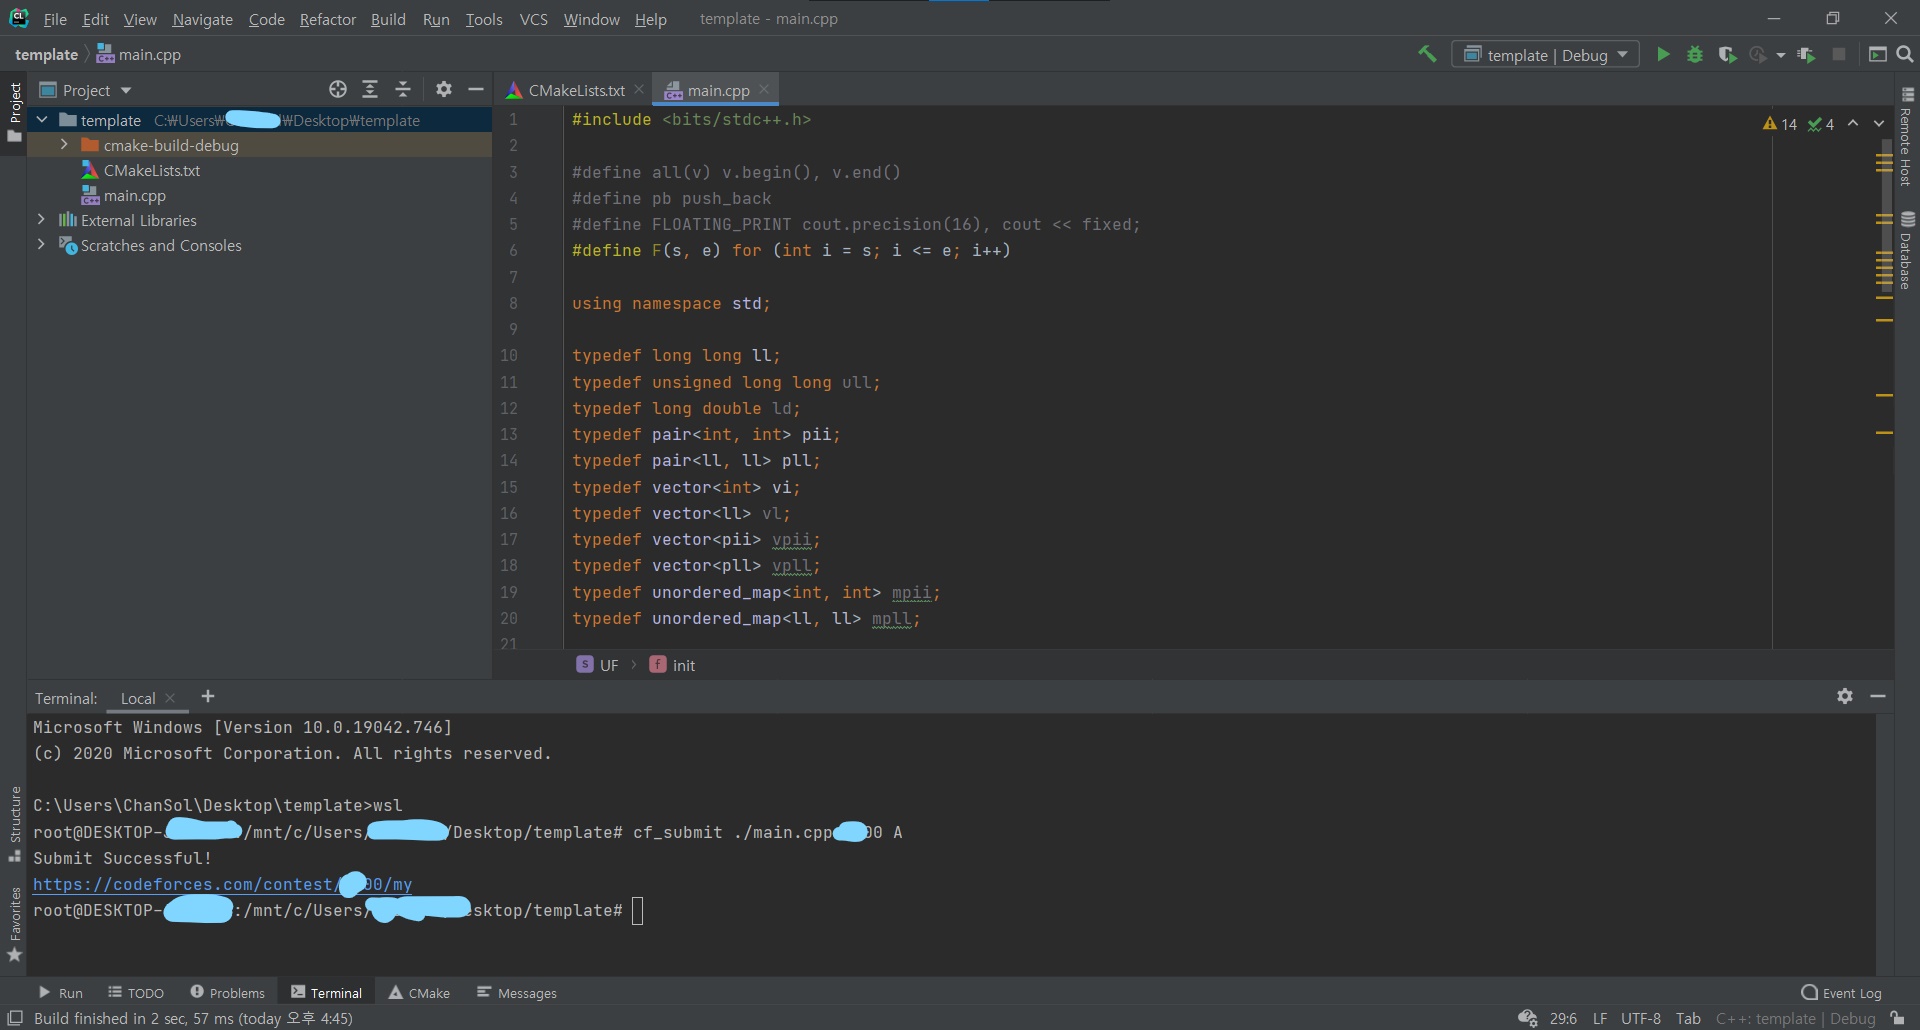 File Edit View Navigate Code Refactor Build Run Tools VCS Window Help template - main.cpp
template main.cpp template | Debug
Project
Project
template C:₩Users₩ ₩Desktop₩template
cmake-build-debug
CMakeLists.txt
main.cpp
External Libraries
Scratches and Consoles
CMakeLists.txt main.cpp
14 4
1 #include <bits/stdc++.h>
2
3 #define all(v) v.begin(), v.end()
4 #define pb push_back
5 #define FLOATING_PRINT cout.precision(16), cout << fixed;
6 #define F(s, e) for (int i = s; i <= e; i++)
7
8 using namespace std;
9
10 typedef long long ll;
11 typedef unsigned long long ull;
12 typedef long double ld;
13 typedef pair<int, int> pii;
14 typedef pair<ll, ll> pll;
15 typedef vector<int> vi;
16 typedef vector<ll> vl;
17 typedef vector<pii> vpii;
18 typedef vector<pll> vpll;
19 typedef unordered_map<int, int> mpii;
20 typedef unordered_map<ll, ll> mpll;
21
S UF f init
Remote Host
Database
Terminal: Local
Microsoft Windows [Version 10.0.19042.746]
(c) 2020 Microsoft Corporation. All rights reserved.
C:\Users\ChanSol\Desktop\template>wsl
root@DESKTOP- /mnt/c/Users/ /Desktop/template# cf_submit ./main.cpp 00 A
Submit Successful!
https://codeforces.com/contest/ 00/my
root@DESKTOP- :/mnt/c/Users/ esktop/template#
Structure
Favorites
Run TODO Problems Terminal CMake Messages Event Log
Build finished in 2 sec, 57 ms (today 오후 4:45) 29:6 LF UTF-8 Tab C++: template | Debug